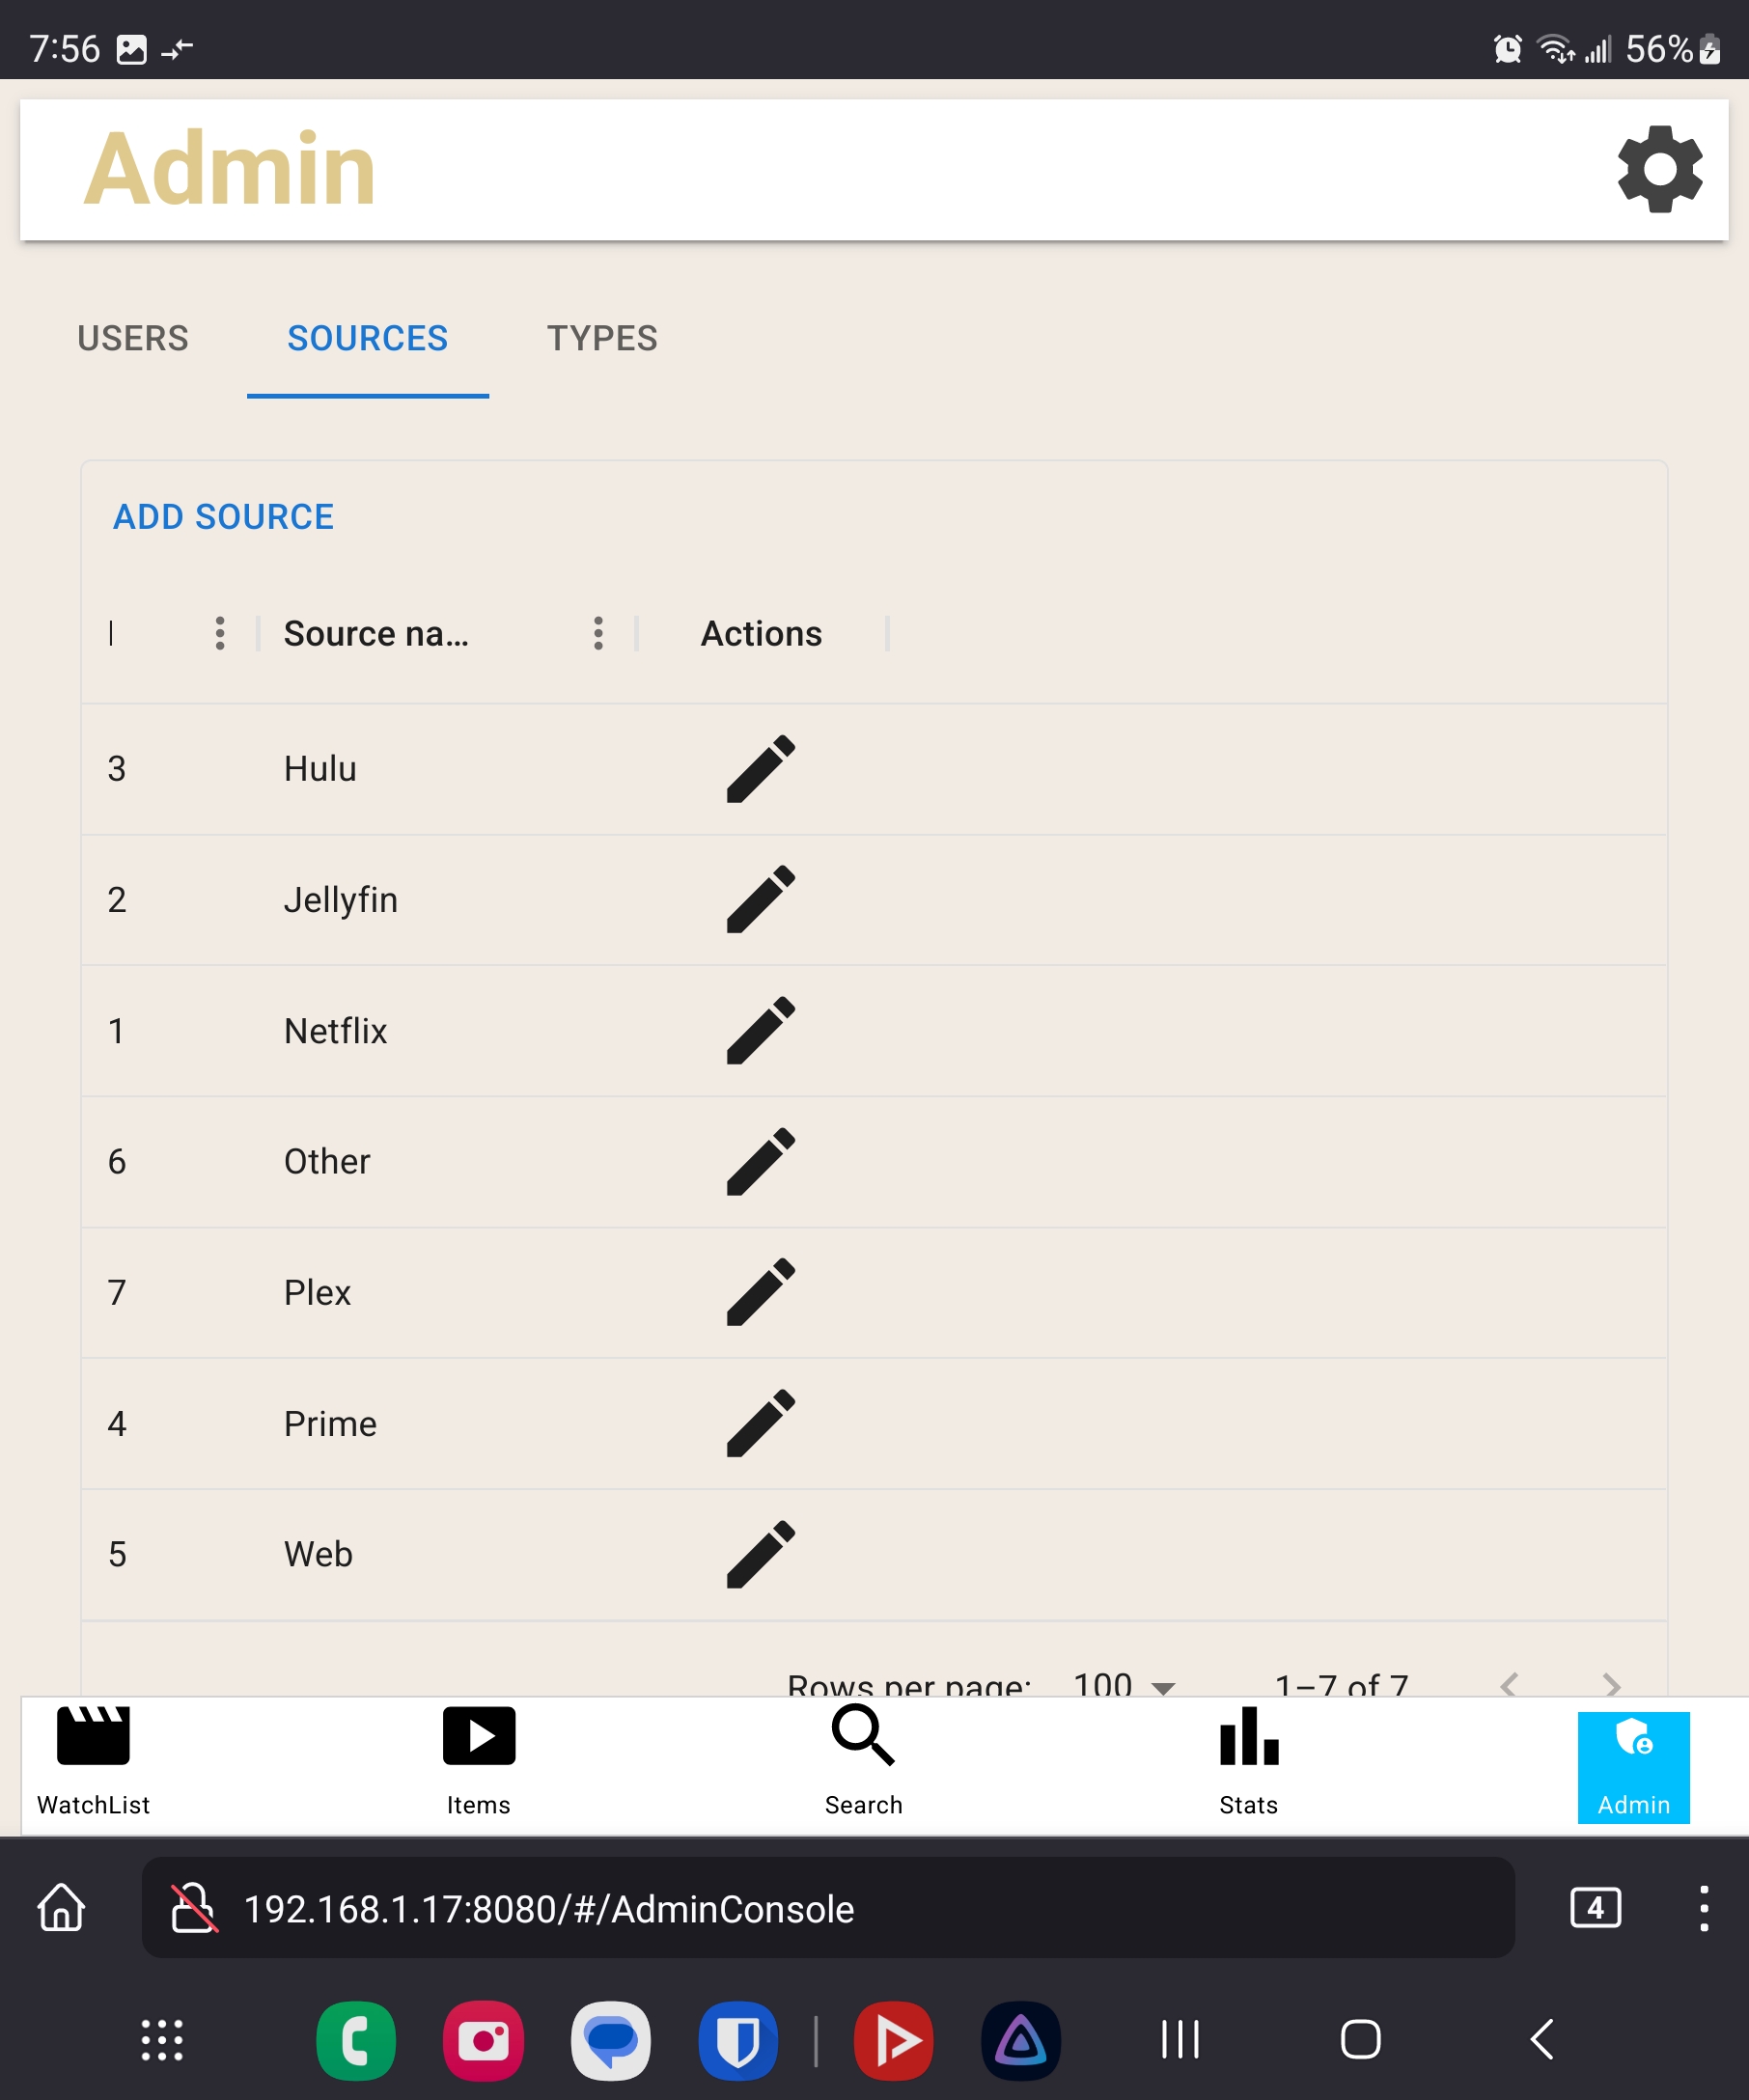 7:56 56%
Admin
USERS SOURCES TYPES
ADD SOURCE
Source na... Actions
3 Hulu
2 Jellyfin
1 Netflix
6 Other
7 Plex
4 Prime
5 Web
Rows per page: 100 1–7 of 7
WatchList Items Search Stats Admin
192.168.1.17:8080/#/AdminConsole 4